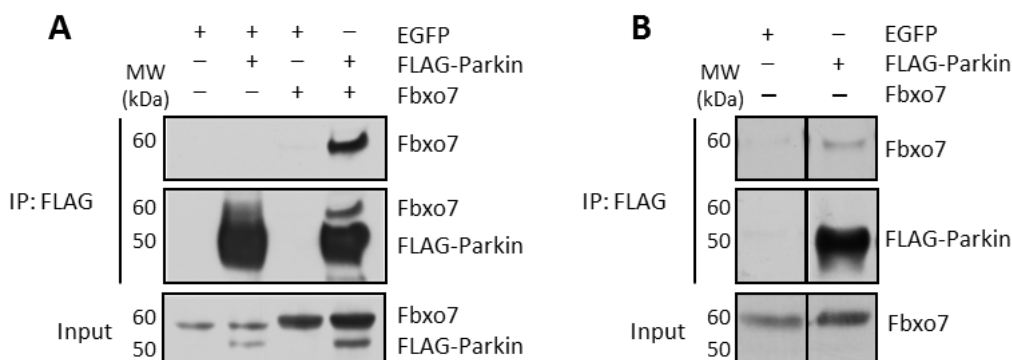 A
+ + + – EGFP
– + – + FLAG-Parkin
– – + + Fbxo7
MW
(kDa)
60 Fbxo7
IP: FLAG
60 Fbxo7
50 FLAG-Parkin
60 Fbxo7
Input
50 FLAG-Parkin
B
+ – EGFP
– + FLAG-Parkin
– – Fbxo7
MW
(kDa)
60 Fbxo7
IP: FLAG
60
50 FLAG-Parkin
60 Fbxo7
Input
50